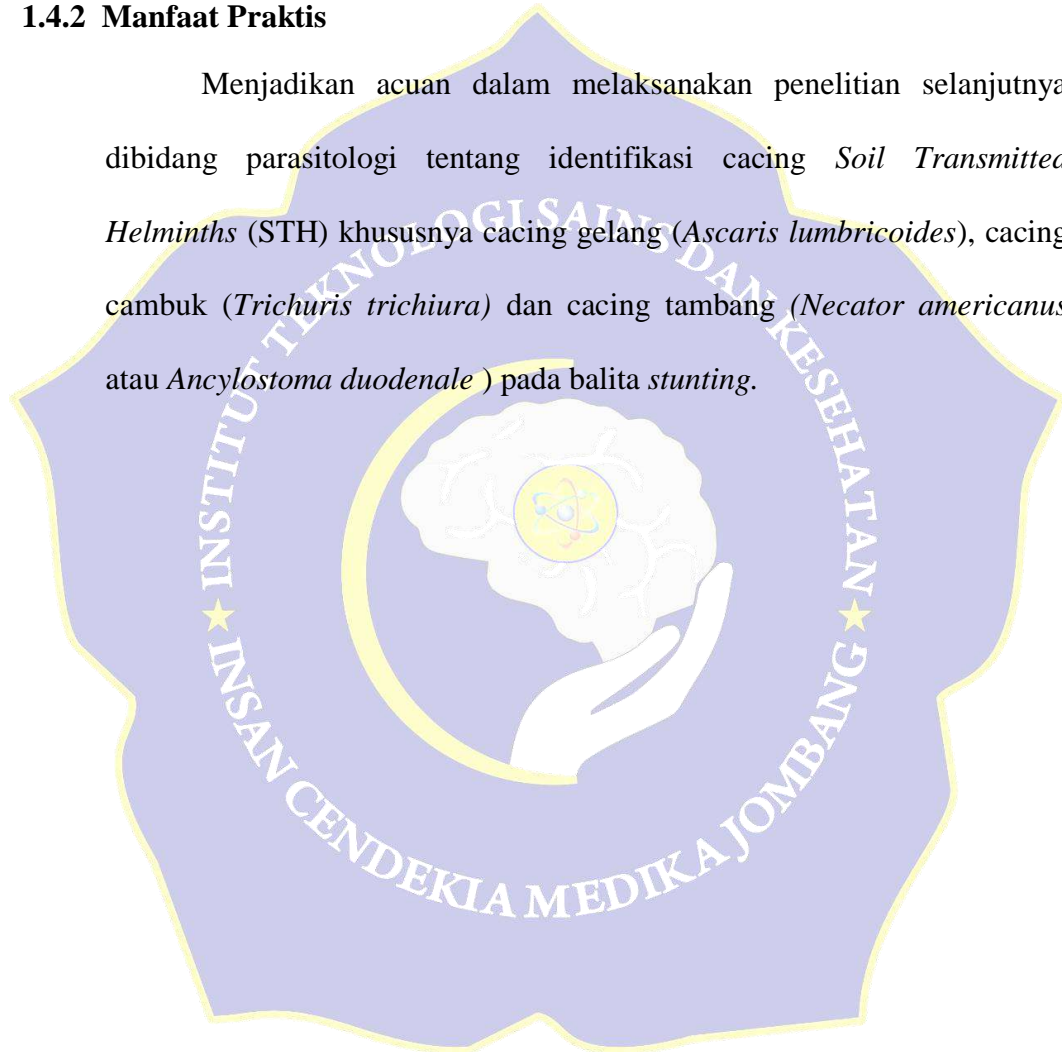 1.4.2 Manfaat Praktis
Menjadikan acuan dalam melaksanakan penelitian selanjutnya
dibidang parasitologi tentang identifikasi cacing Soil Transmitted
Helminths (STH) khususnya cacing gelang (Ascaris lumbricoides), cacing
cambuk (Trichuris trichiura) dan cacing tambang (Necator americanus
atau Ancylostoma duodenale ) pada balita stunting.
INSTITUT TEKNOLOGI SAINS DAN KESEHATAN
INSAN CENDEKIA MEDIKA JOMBANG